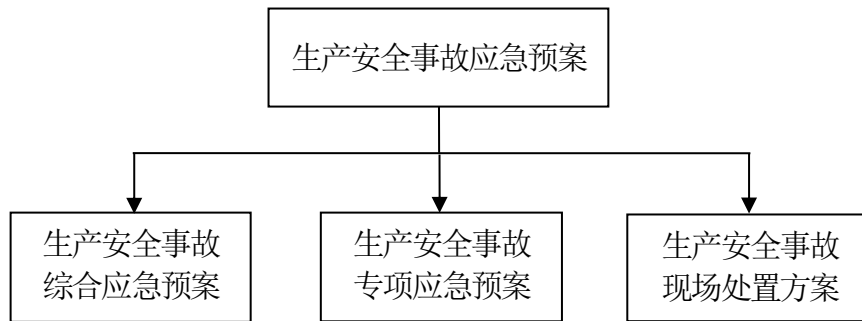 生产安全事故应急预案
生产安全事故
综合应急预案
生产安全事故
专项应急预案
生产安全事故
现场处置方案